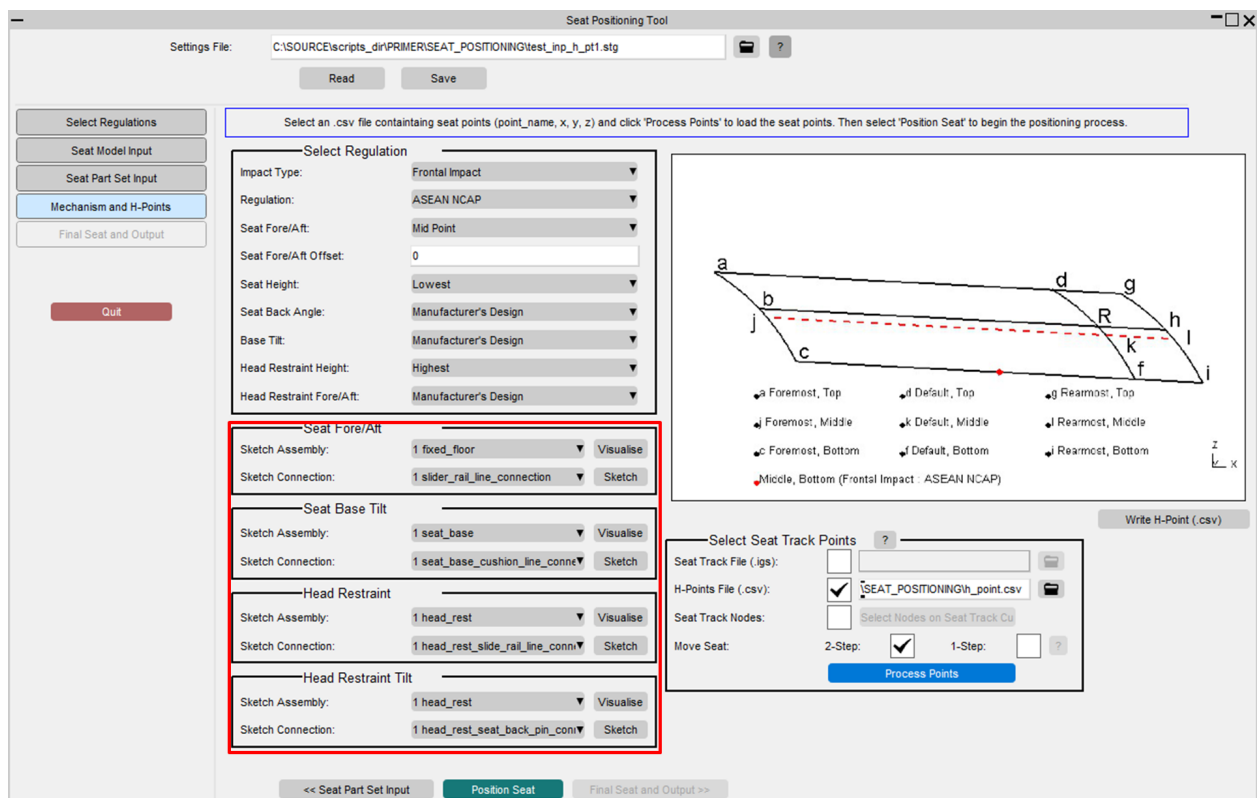 Seat Positioning Tool
Settings File: C:\SOURCE\scripts_dir\PRIMER\SEAT_POSITIONING\test_inp_h_pt1.stg ?
Read Save
Select an .csv file containtaing seat points (point_name, x, y, z) and click 'Process Points' to load the seat points. Then select 'Position Seat' to begin the positioning process.
Select Regulations
Seat Model Input
Seat Part Set Input
Mechanism and H-Points
Final Seat and Output
Quit
Select Regulation
Impact Type: Frontal Impact
Regulation: ASEAN NCAP
Seat Fore/Aft: Mid Point
Seat Fore/Aft Offset: 0
Seat Height: Lowest
Seat Back Angle: Manufacturer's Design
Base Tilt: Manufacturer's Design
Head Restraint Height: Highest
Head Restraint Fore/Aft: Manufacturer's Design
Seat Fore/Aft
Sketch Assembly: 1 fixed_floor Visualise
Sketch Connection: 1 slider_rail_line_connection Sketch
Seat Base Tilt
Sketch Assembly: 1 seat_base Visualise
Sketch Connection: 1 seat_base_cushion_line_conne Sketch
Head Restraint
Sketch Assembly: 1 head_rest Visualise
Sketch Connection: 1 head_rest_slide_rail_line_conn Sketch
Head Restraint Tilt
Sketch Assembly: 1 head_rest Visualise
Sketch Connection: 1 head_rest_seat_back_pin_conn Sketch
a d g
b R h
j k l
c f i
a Foremost, Top d Default, Top g Rearmost, Top
j Foremost, Middle k Default, Middle l Rearmost, Middle
c Foremost, Bottom f Default, Bottom i Rearmost, Bottom
Middle, Bottom (Frontal Impact : ASEAN NCAP)
Z
Y X
Write H-Point (.csv)
Select Seat Track Points ?
Seat Track File (.igs):
H-Points File (.csv): \SEAT_POSITIONING\h_point.csv
Seat Track Nodes: Select Nodes on Seat Track Cu
Move Seat: 2-Step: 1-Step: ?
Process Points
<< Seat Part Set Input Position Seat Final Seat and Output >>